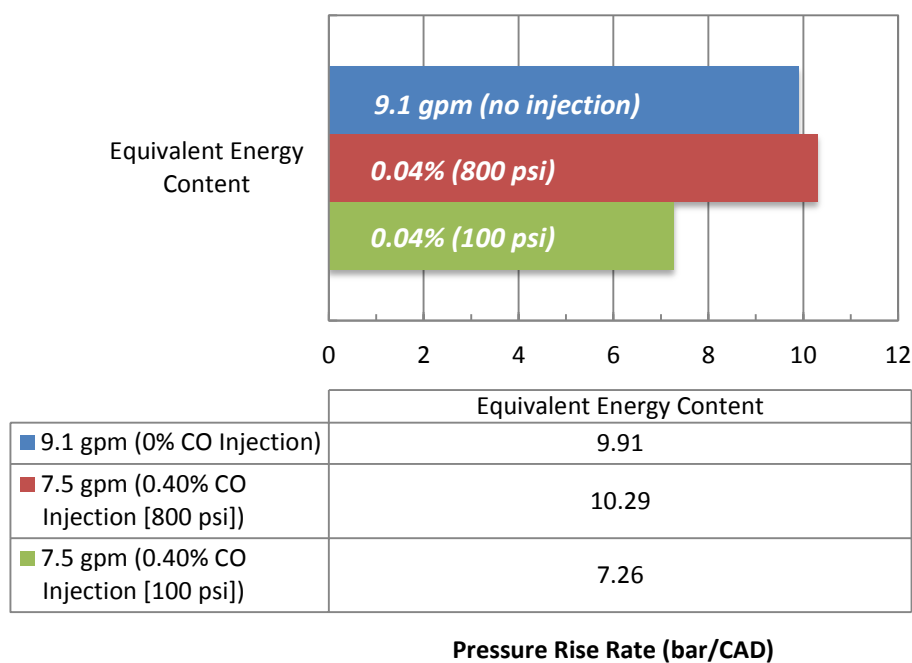 9.1 gpm (no injection)
Equivalent Energy
Content
0.04% (800 psi)
0.04% (100 psi)
0 2 4 6 8 10 12
Equivalent Energy Content
9.1 gpm (0% CO Injection) 9.91
7.5 gpm (0.40% CO
Injection [800 psi]) 10.29
7.5 gpm (0.40% CO
Injection [100 psi]) 7.26
Pressure Rise Rate (bar/CAD)